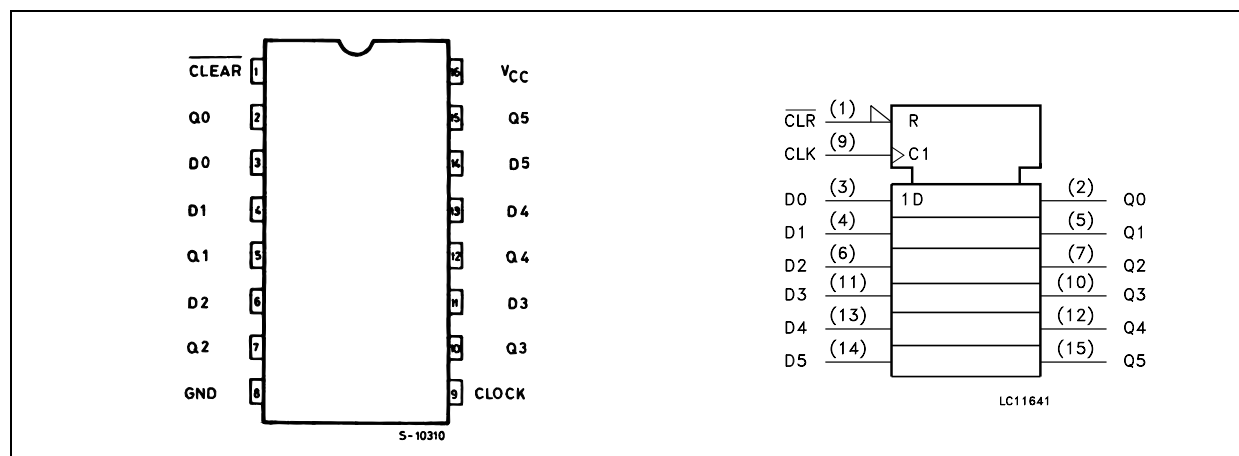 CLEAR 1 16 VCC
Q0 2 15 Q5
D0 3 14 D5
D1 4 13 D4
Q1 5 12 Q4
D2 6 11 D3
Q2 7 10 Q3
GND 8 9 CLOCK
S-10310
CLR (1) R
CLK (9) C1
D0 (3) 1D (2) Q0
D1 (4) (5) Q1
D2 (6) (7) Q2
D3 (11) (10) Q3
D4 (13) (12) Q4
D5 (14) (15) Q5
LC11641